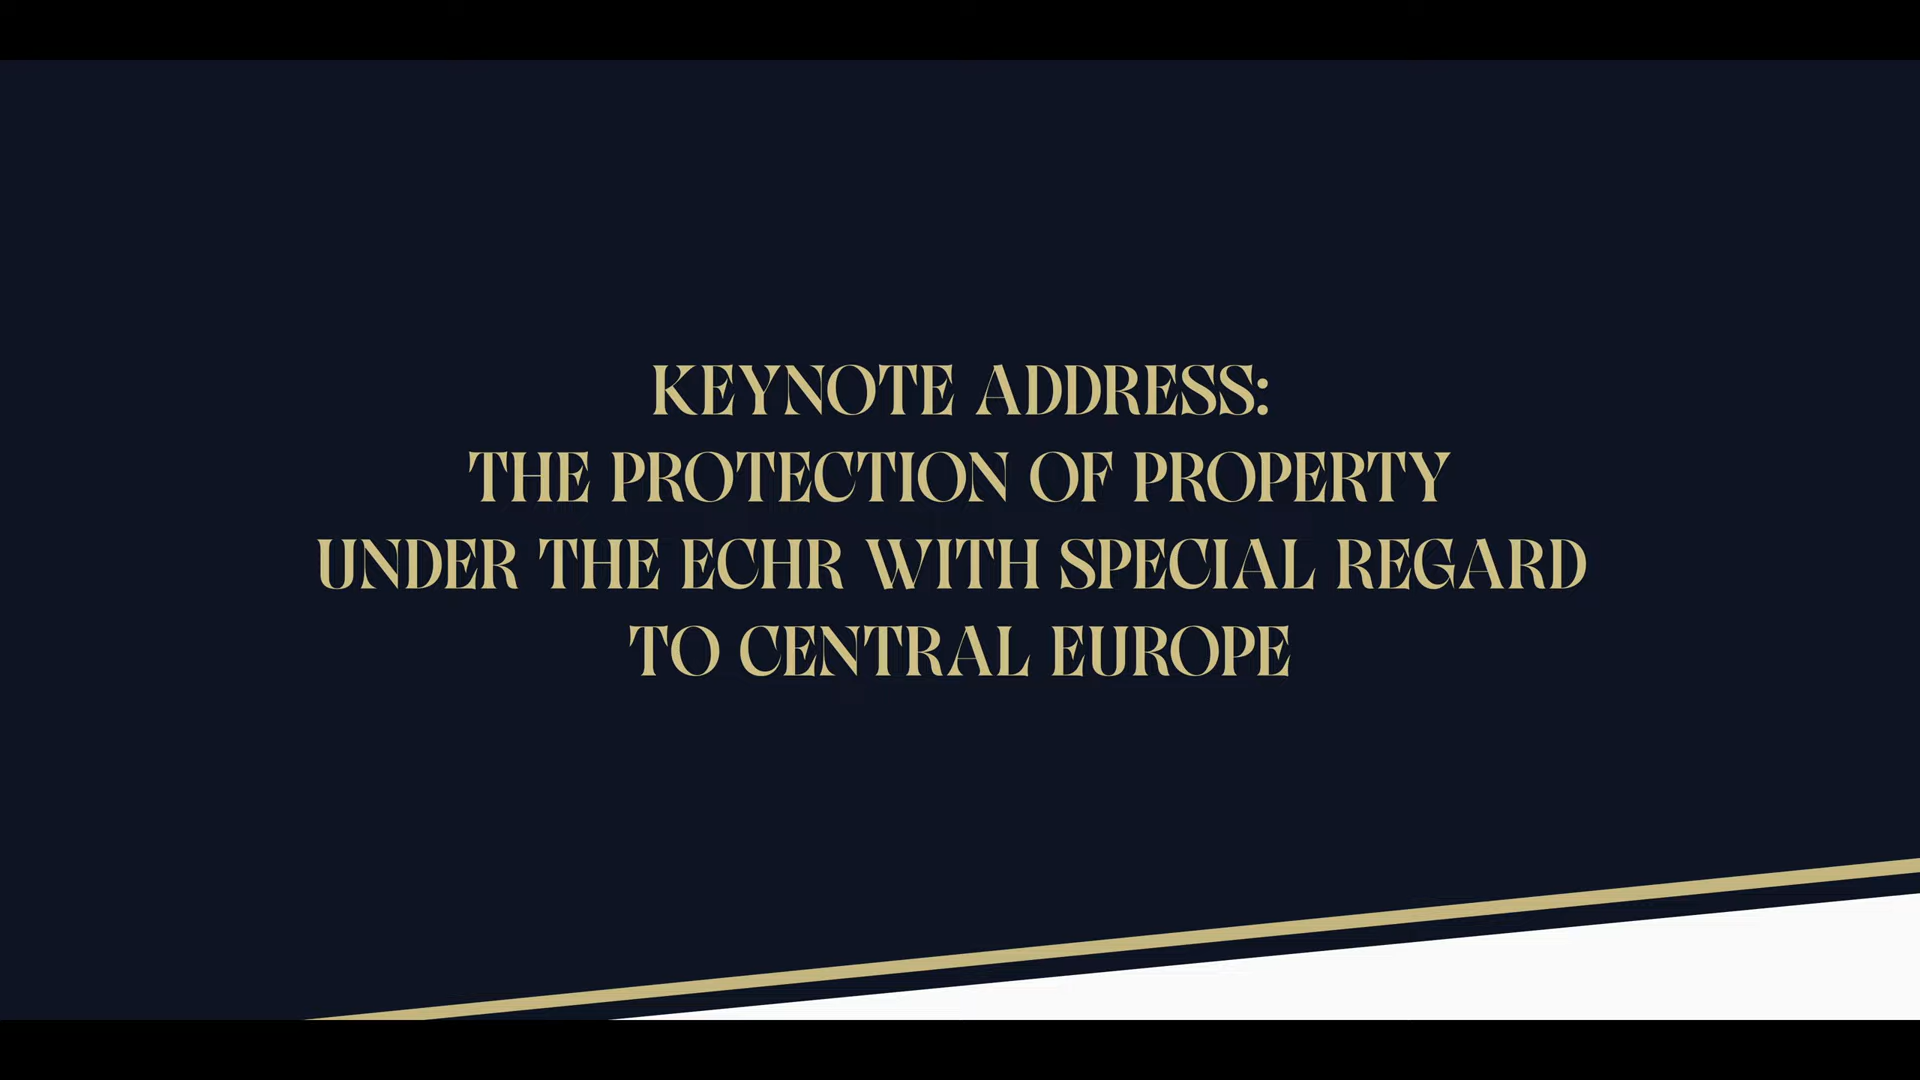 KEYNOTE ADDRESS:
THE PROTECTION OF PROPERTY
UNDER THE ECHR WITH SPECIAL REGARD
TO CENTRAL EUROPE